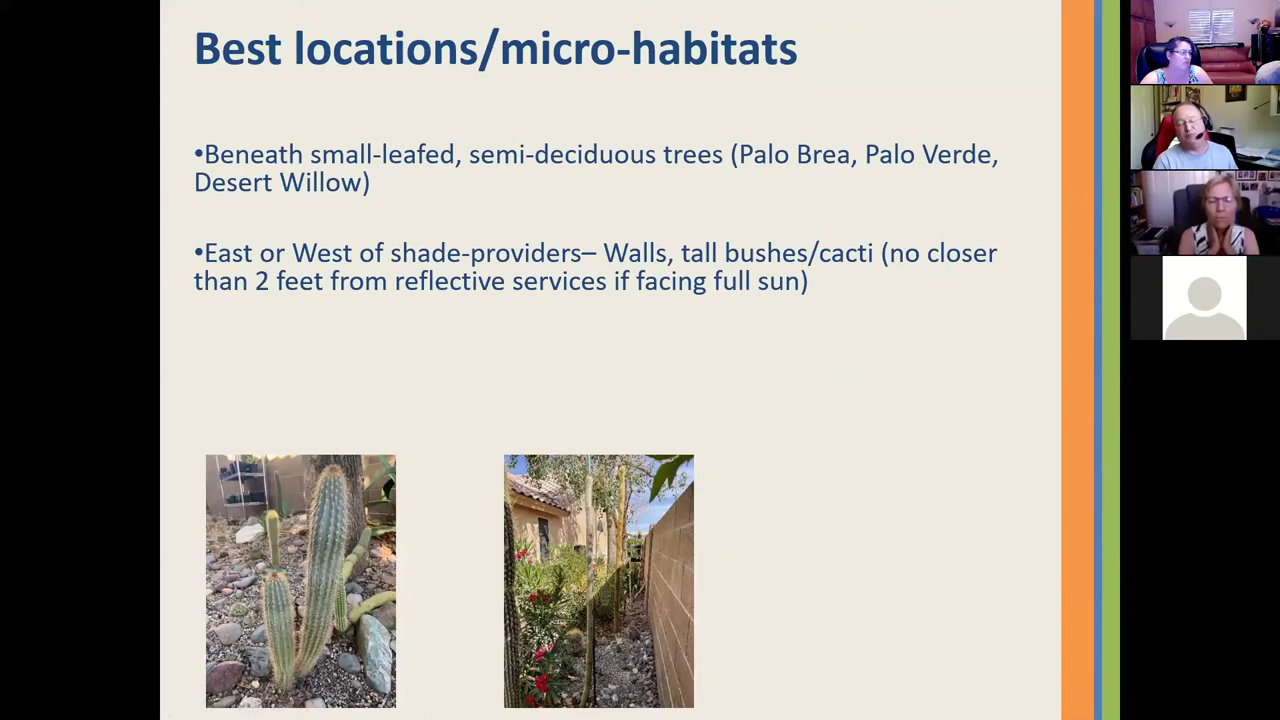 Best locations/micro-habitats
•Beneath small-leafed, semi-deciduous trees (Palo Brea, Palo Verde,
Desert Willow)
•East or West of shade-providers– Walls, tall bushes/cacti (no closer
than 2 feet from reflective services if facing full sun)